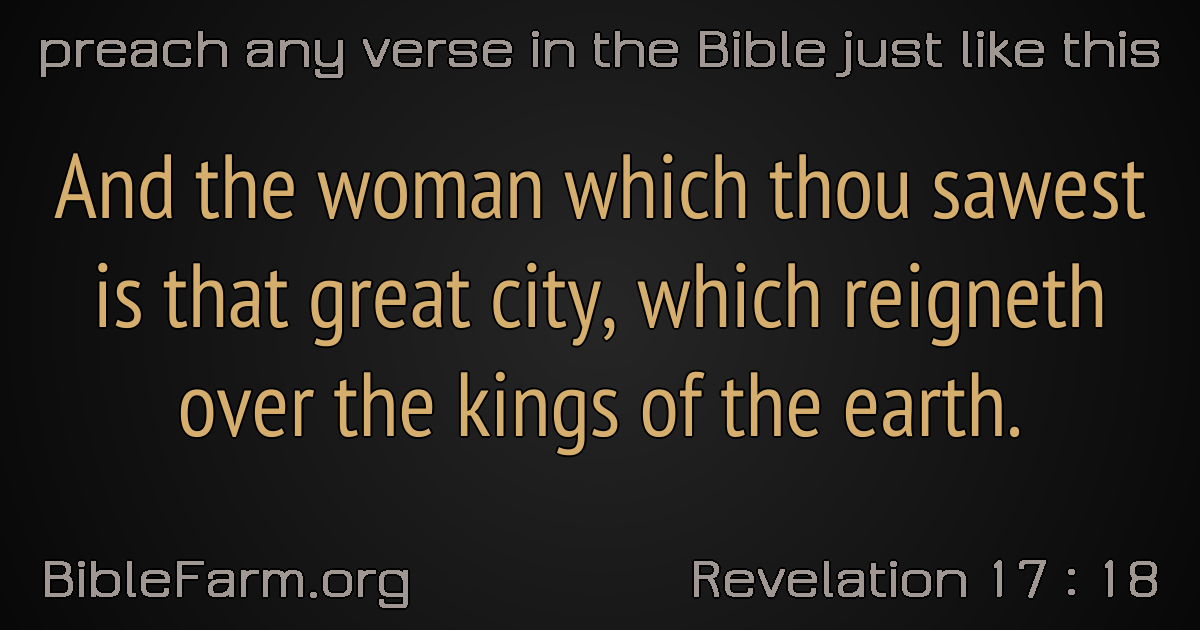 preach any verse in the Bible just like this
And the woman which thou sawest
is that great city, which reigneth
over the kings of the earth.
BibleFarm.org
Revelation 17 : 18